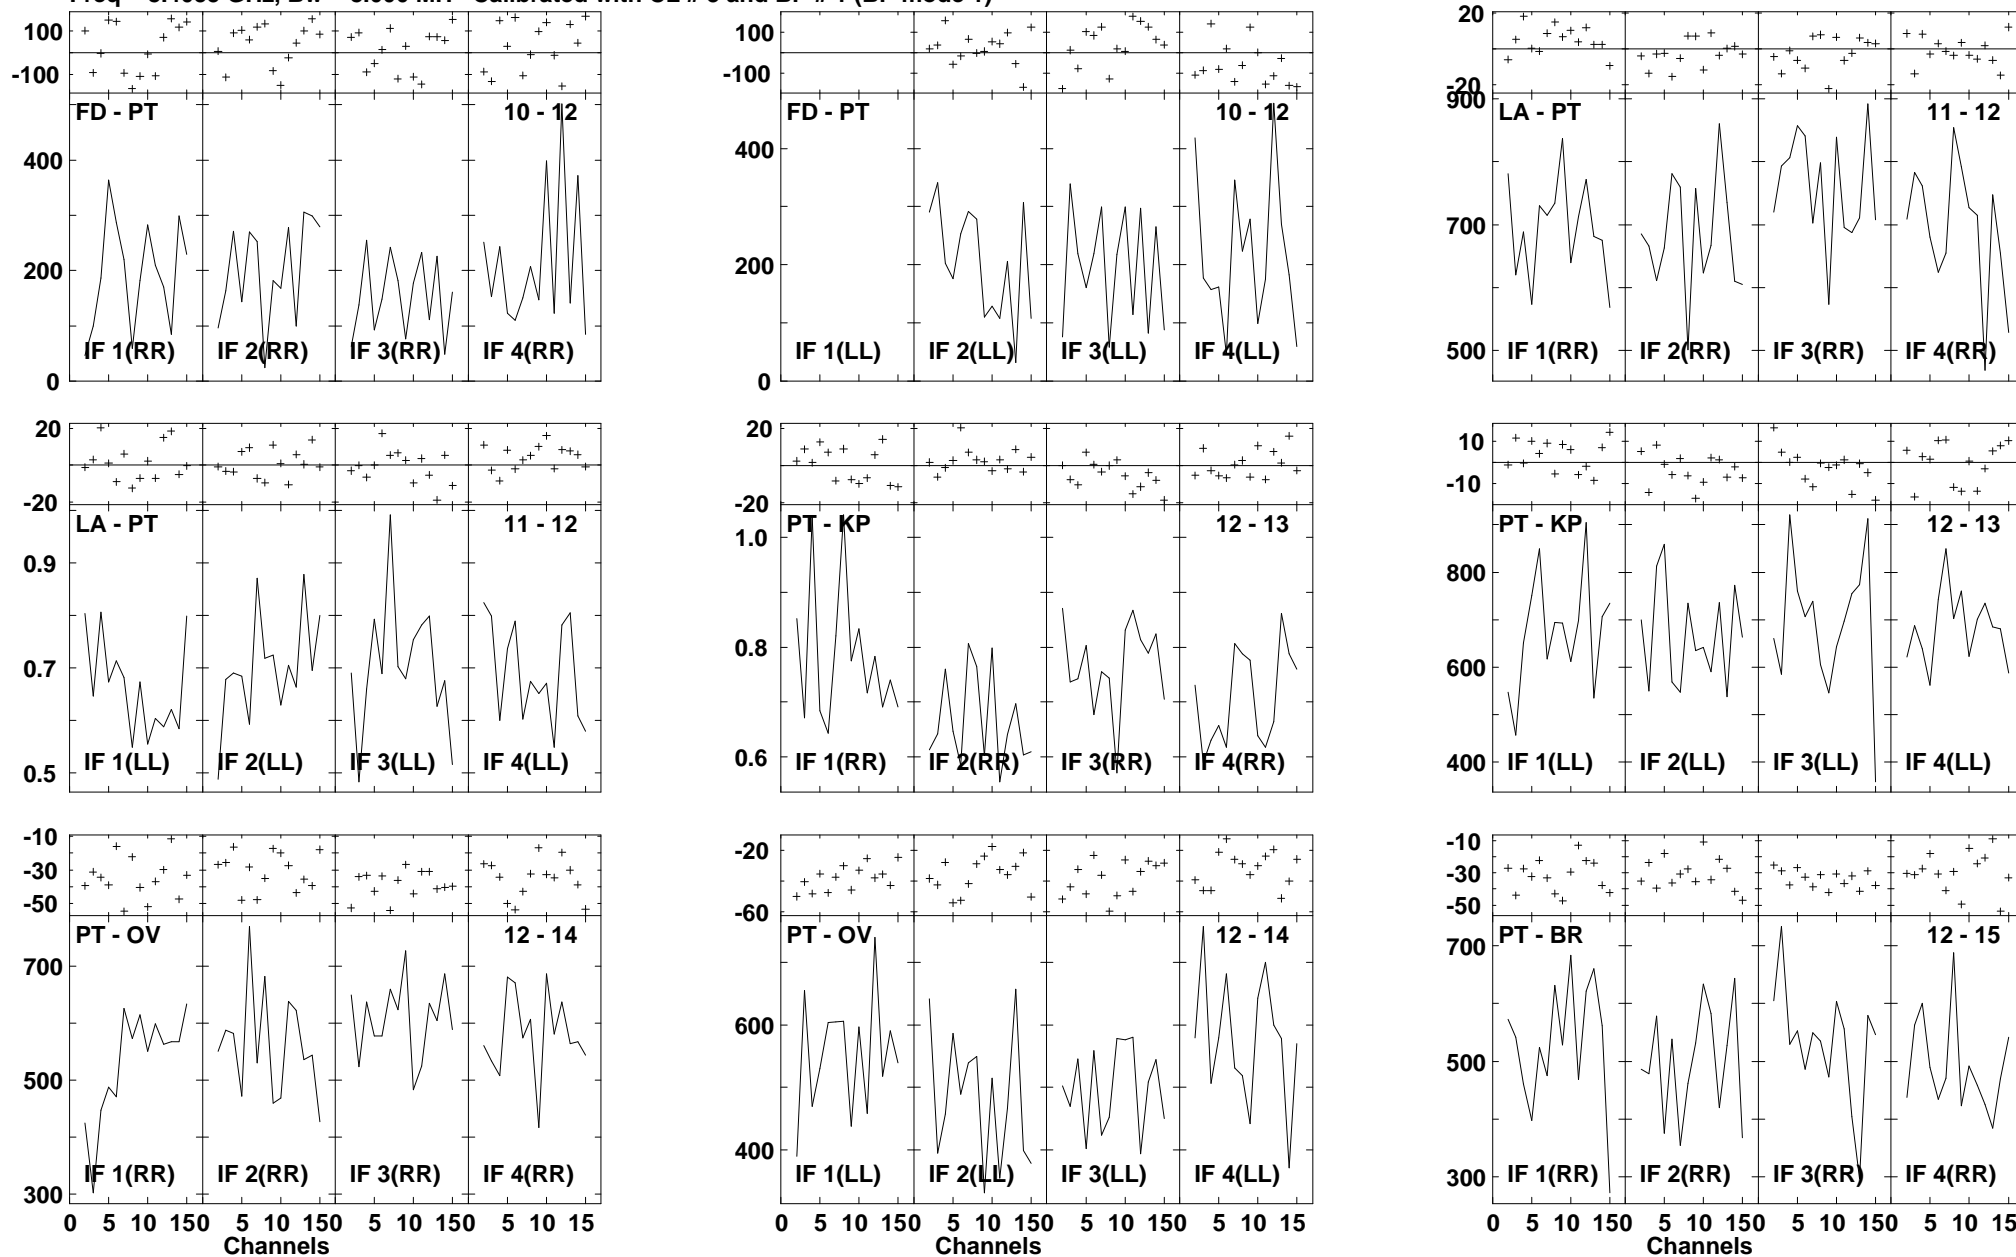 100
-100
FD - PT 10 - 12
400
200
0
IF 1(RR) IF 2(RR) IF 3(RR) IF 4(RR)
100
-100
FD - PT 10 - 12
400
200
0
IF 1(LL) IF 2(LL) IF 3(LL) IF 4(LL)
20
-20
900
LA - PT 11 - 12
700
500
IF 1(RR) IF 2(RR) IF 3(RR) IF 4(RR)
20
-20
LA - PT 11 - 12
0.9
0.7
0.5
IF 1(LL) IF 2(LL) IF 3(LL) IF 4(LL)
20
-20
PT - KP 12 - 13
1.0
0.8
0.6
IF 1(RR) IF 2(RR) IF 3(RR) IF 4(RR)
10
-10
PT - KP 12 - 13
800
600
400
IF 1(LL) IF 2(LL) IF 3(LL) IF 4(LL)
-10
-30
-50
PT - OV 12 - 14
700
500
300
IF 1(RR) IF 2(RR) IF 3(RR) IF 4(RR)
0 5 10 150 5 10 150 5 10 150 5 10 15
Channels
-20
-60
PT - OV 12 - 14
600
400
IF 1(LL) IF 2(LL) IF 3(LL) IF 4(LL)
0 5 10 150 5 10 150 5 10 150 5 10 15
Channels
-10
-30
-50
PT - BR 12 - 15
700
500
300
IF 1(RR) IF 2(RR) IF 3(RR) IF 4(RR)
0 5 10 150 5 10 150 5 10 150 5 10 15
Channels